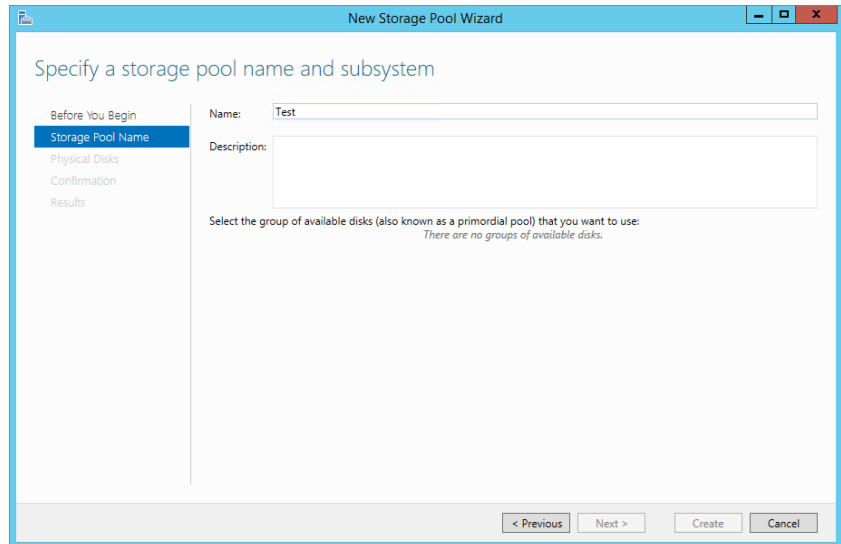 New Storage Pool Wizard
Specify a storage pool name and subsystem
Before You Begin
Storage Pool Name
Physical Disks
Confirmation
Results
Name: Test
Description:
Select the group of available disks (also known as a primordial pool) that you want to use:
There are no groups of available disks.
< Previous Next > Create Cancel